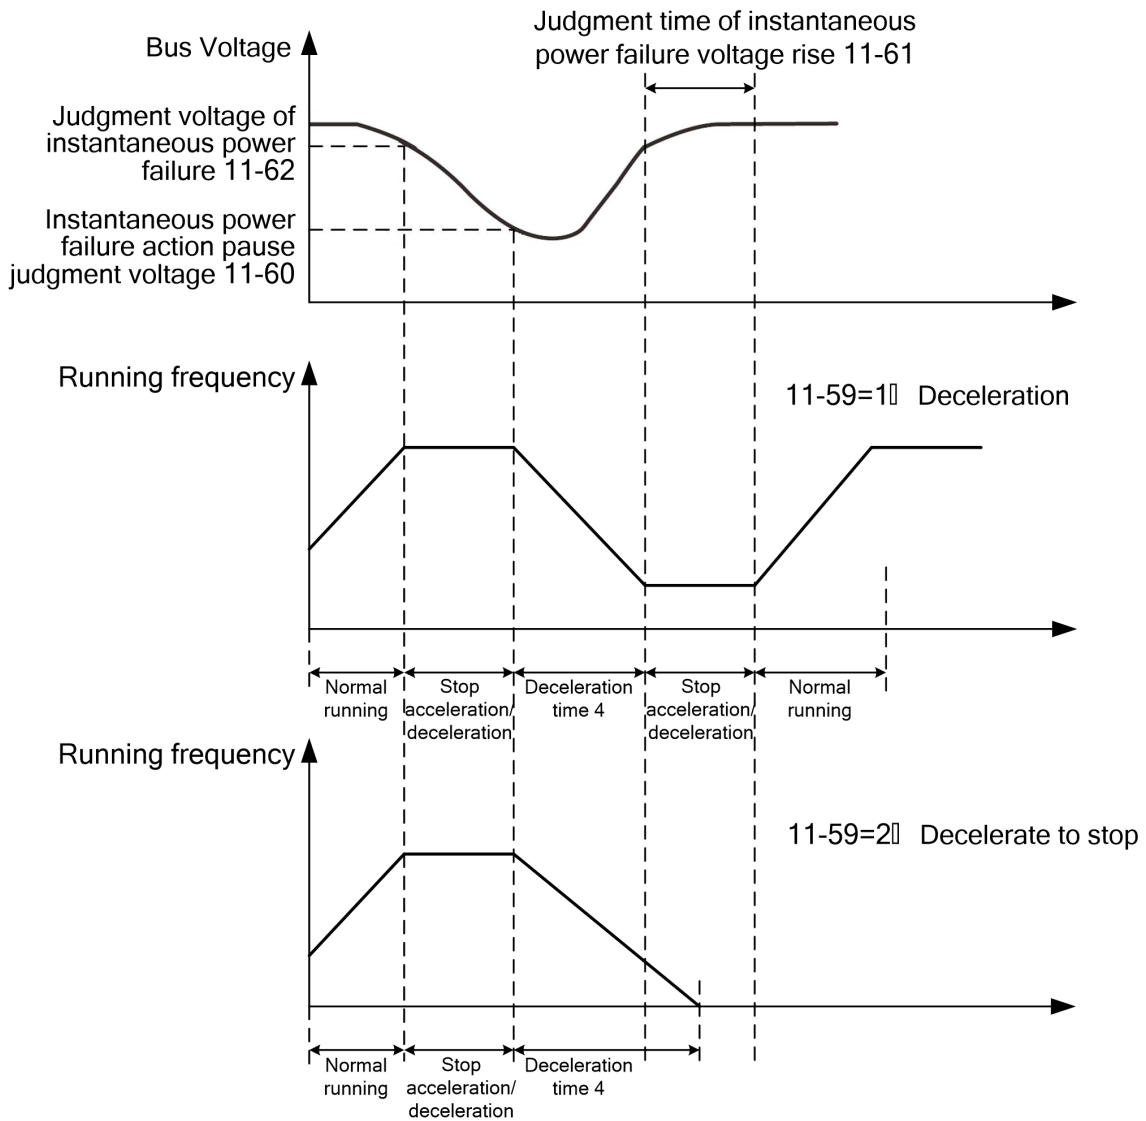 Judgment time of instantaneous
power failure voltage rise 11-61
Bus Voltage
Judgment voltage of
instantaneous power
failure 11-62
Instantaneous power
failure action pause
judgment voltage 11-60
Running frequency
11-59=1▯ Deceleration
Normal
running
Stop
acceleration/
deceleration
Deceleration
time 4
Stop
acceleration/
deceleration
Normal
running
Running frequency
11-59=2▯ Decelerate to stop
Normal
running
Stop
acceleration/
deceleration
Deceleration
time 4